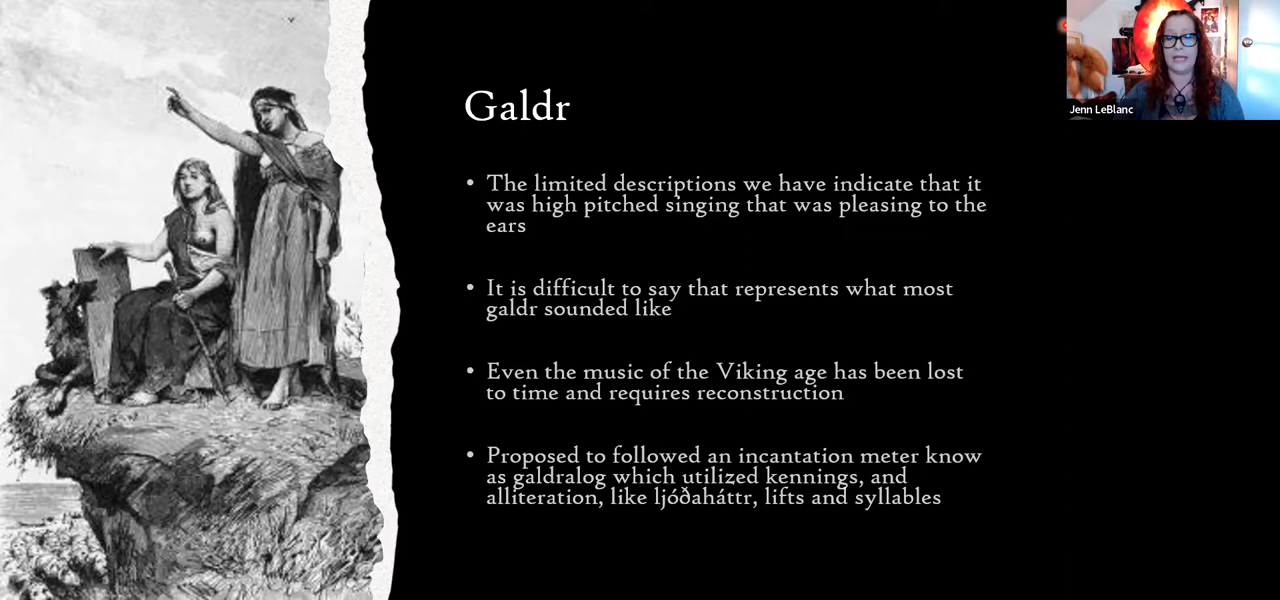 Galdr
• The limited descriptions we have indicate that it
was high pitched singing that was pleasing to the
ears
• It is difficult to say that represents what most
galdr sounded like
• Even the music of the Viking age has been lost
to time and requires reconstruction
• Proposed to followed an incantation meter know
as galdralog which utilized kennings, and
alliteration, like ljóðaháttr, lifts and syllables
Jenn LeBlanc